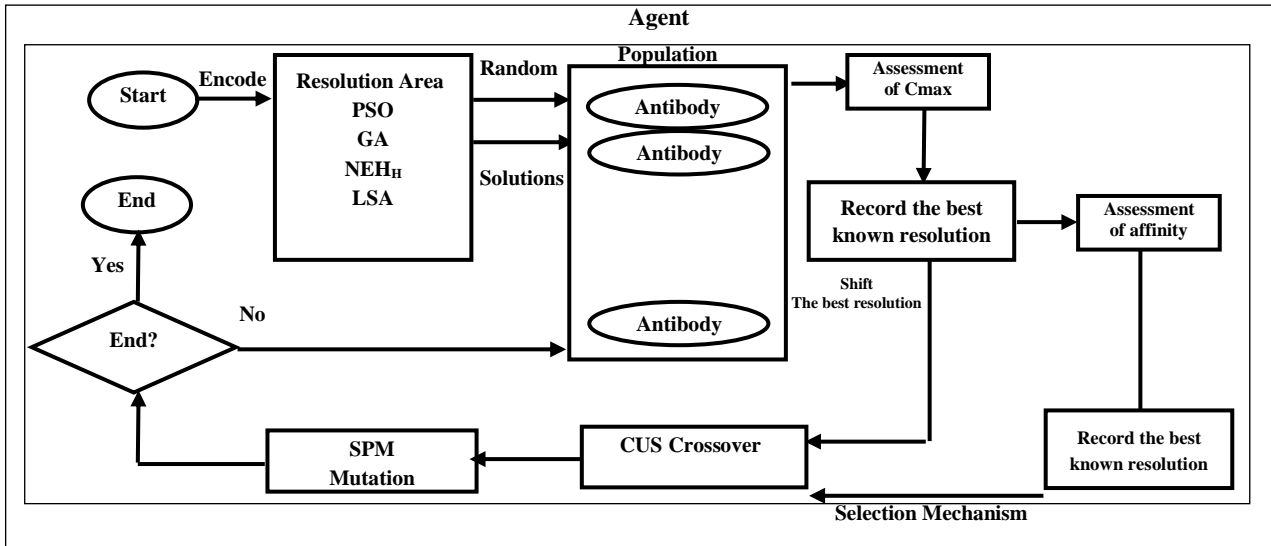 Agent
Population
Start
Encode
Resolution Area
PSO
GA
NEHH
LSA
Random
Solutions
Antibody
Antibody
Antibody
Assessment
of Cmax
Record the best
known resolution
Assessment
of affinity
Shift
The best resolution
End
Yes
No
End?
SPM
Mutation
CUS Crossover
Record the best
known resolution
Selection Mechanism